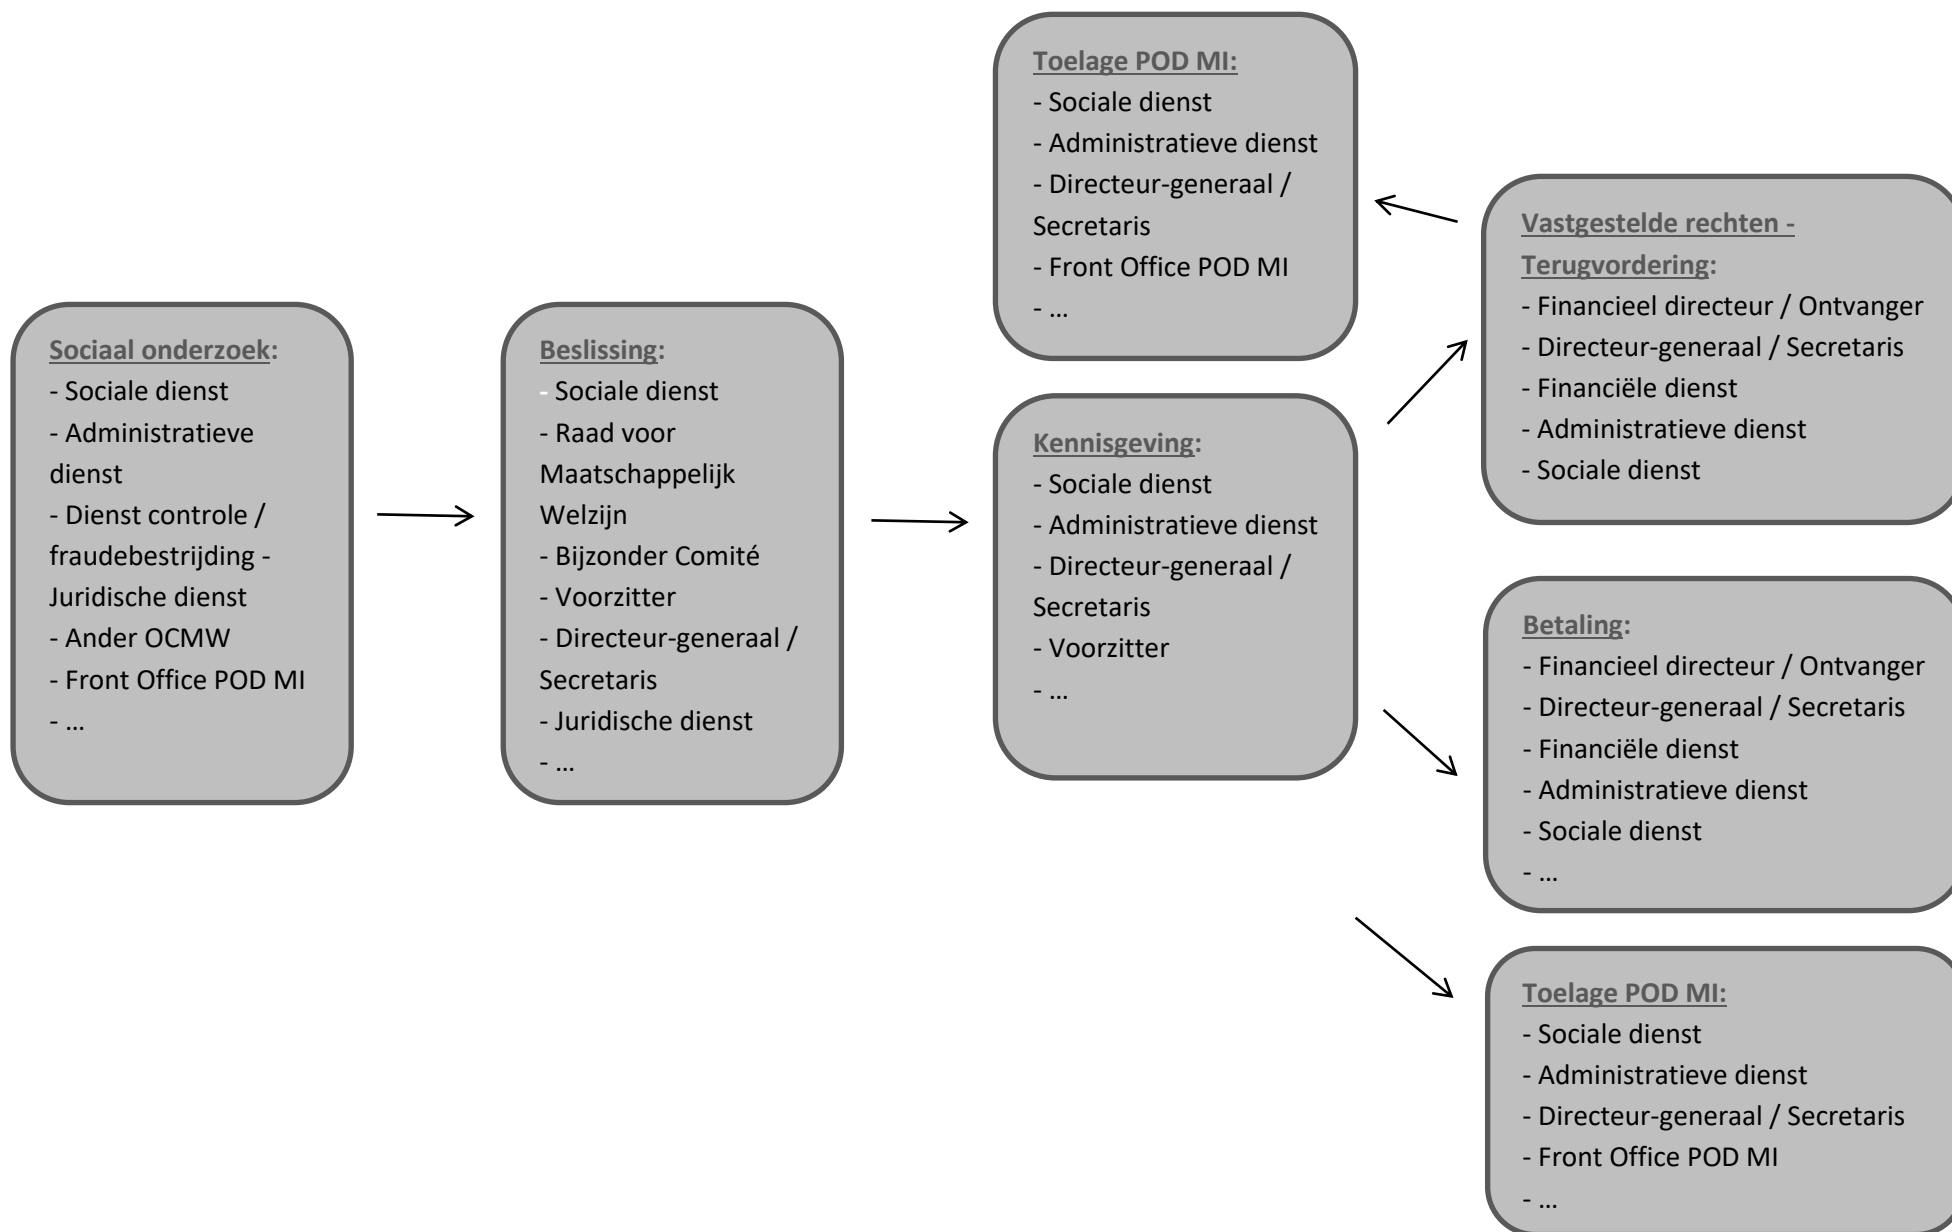 Sociaal onderzoek:
- Sociale dienst
- Administratieve
dienst
- Dienst controle /
fraudebestrijding -
Juridische dienst
- Ander OCMW
- Front Office POD MI
- ...
Beslissing:
- Sociale dienst
- Raad voor
Maatschappelijk
Welzijn
- Bijzonder Comité
- Voorzitter
- Directeur-generaal /
Secretaris
- Juridische dienst
- ...
Toelage POD MI:
- Sociale dienst
- Administratieve dienst
- Directeur-generaal /
Secretaris
- Front Office POD MI
- ...
Kennisgeving:
- Sociale dienst
- Administratieve dienst
- Directeur-generaal /
Secretaris
- Voorzitter
- ...
Vastgestelde rechten -
Terugvordering:
- Financieel directeur / Ontvanger
- Directeur-generaal / Secretaris
- Financiële dienst
- Administratieve dienst
- Sociale dienst
Betaling:
- Financieel directeur / Ontvanger
- Directeur-generaal / Secretaris
- Financiële dienst
- Administratieve dienst
- Sociale dienst
- ...
Toelage POD MI:
- Sociale dienst
- Administratieve dienst
- Directeur-generaal / Secretaris
- Front Office POD MI
- ...